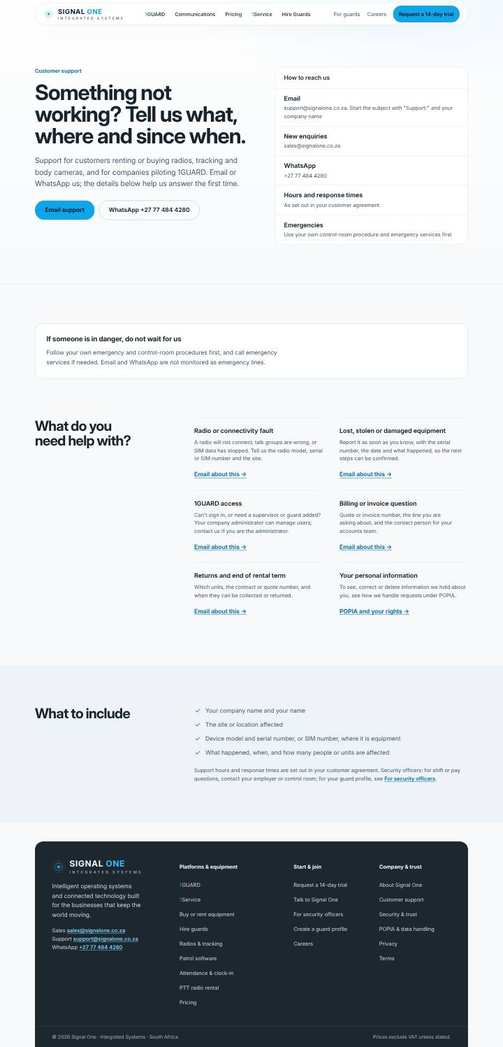 SIGNAL ONE
INTEGRATED SYSTEMS
1GUARD
Communications
Pricing
1Service
Hire Guards
For guards
Careers
Request a 14-day trial
Customer support
Something not
working? Tell us what,
where and since when.
Support for customers renting or buying radios, tracking and
body cameras, and for companies piloting 1GUARD. Email or
WhatsApp us; the details below help us answer the first time.
Email support
WhatsApp +27 77 484 4280
How to reach us
Email
support@signalone.co.za. Start the subject with "Support:" and your
company name
New enquiries
sales@signalone.co.za
WhatsApp
+27 77 484 4280
Hours and response times
As set out in your customer agreement
Emergencies
Use your own control-room procedure and emergency services first
If someone is in danger, do not wait for us
Follow your own emergency and control-room procedures first, and call emergency
services if needed. Email and WhatsApp are not monitored as emergency lines.
What do you
need help with?
Radio or connectivity fault
A radio will not connect, talk groups are wrong, or
SIM data has stopped. Tell us the radio model, serial
or SIM number and the site.
Email about this →
Lost, stolen or damaged equipment
Report it as soon as you know, with the serial
number, the date and what happened, so the next
steps can be confirmed.
Email about this →
1GUARD access
Can't sign in, or need a supervisor or guard added?
Your company administrator can manage users;
contact us if you are the administrator.
Email about this →
Billing or invoice question
Quote or invoice number, the line you are
asking about, and the contact person for your
accounts team.
Email about this →
Returns and end of rental term
Which units, the contract or quote number, and
when they can be collected or returned.
Email about this →
Your personal information
To see, correct or delete information we hold about
you, see how we handle requests under POPIA.
POPIA and your rights →
What to include
✓ Your company name and your name
✓ The site or location affected
✓ Device model and serial number, or SIM number, where it is equipment
✓ What happened, when, and how many people or units are affected
Support hours and response times are set out in your customer agreement. Security officers: for shift or pay
questions, contact your employer or control room; for your guard profile, see For security officers.
SIGNAL ONE
INTEGRATED SYSTEMS
Intelligent operating systems
and connected technology built
for the businesses that keep the
world moving.
Sales sales@signalone.co.za
Support support@signalone.co.za
WhatsApp +27 77 484 4280
Platforms & equipment
1GUARD
1Service
Buy or rent equipment
Hire guards
Radios & tracking
Patrol software
Attendance & clock-in
PTT radio rental
Pricing
Start & join
Request a 14-day trial
Talk to Signal One
For security officers
Create a guard profile
Careers
Company & trust
About Signal One
Customer support
Security & trust
POPIA & data handling
Privacy
Terms
© 2026 Signal One · Integrated Systems · South Africa
Prices exclude VAT unless stated.